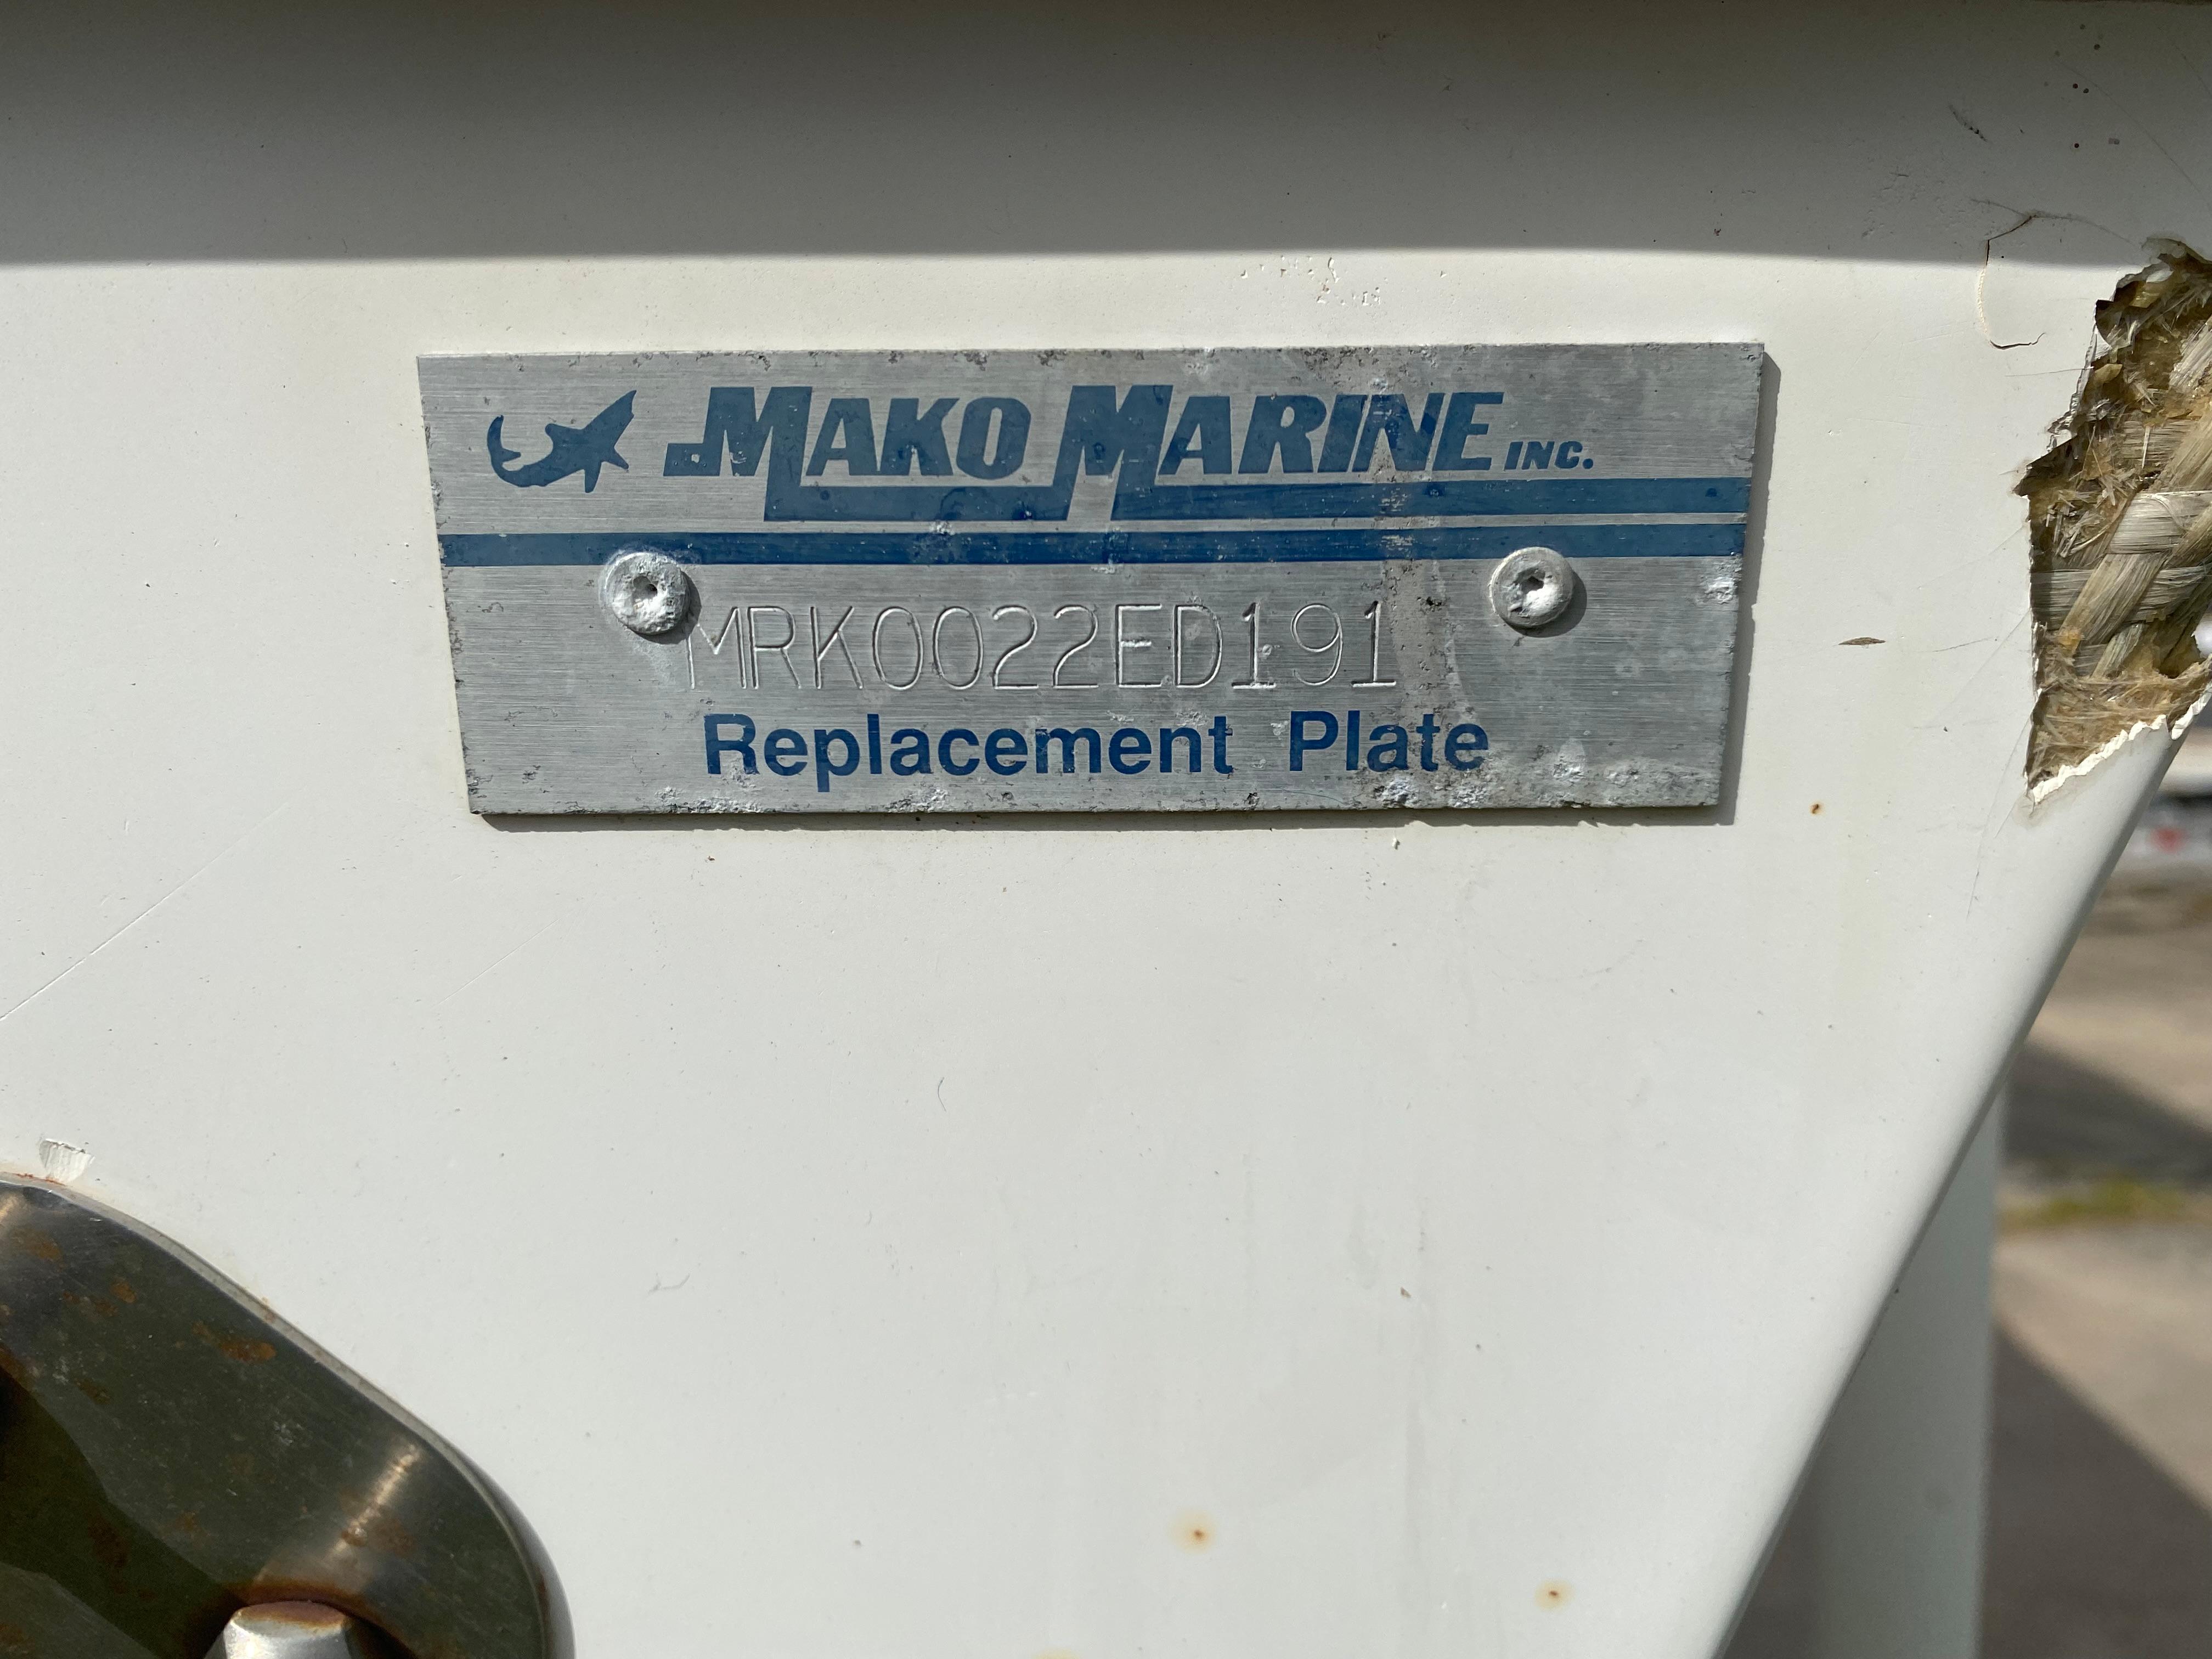 MAKO MARINE INC.
MRK0022ED191
Replacement Plate